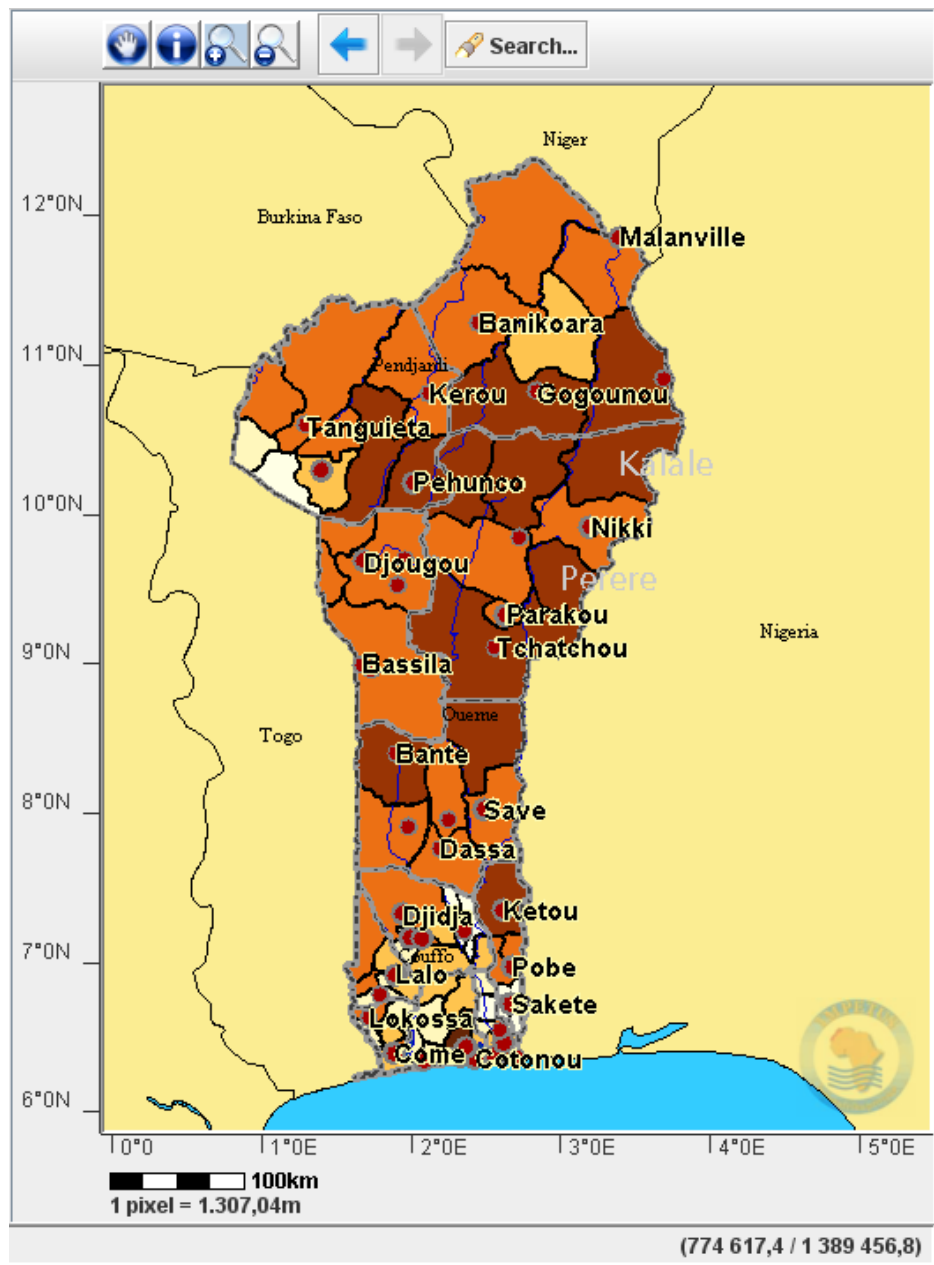 Search...
Niger
12°0N
Burkina Faso
Malanville
Banikoara
11°0N
Pendjardi
Kerou
Gogounou
Tanguieta
Kalale
Pehunco
10°0N
Nikki
Djougou
Perere
Parakou
Nigeria
9°0N
Tchatchou
Bassila
Oueme
Togo
Bante
8°0N
Save
Dassa
Djidja
Ketou
7°0N
uffo
Pobe
Lalo
Sakete
Lokossa
Come
Cotonou
6°0N
0°0
1°0E
2°0E
3°0E
4°0E
5°0E
100km
1 pixel = 1.307,04m
(774 617,4 / 1 389 456,8)